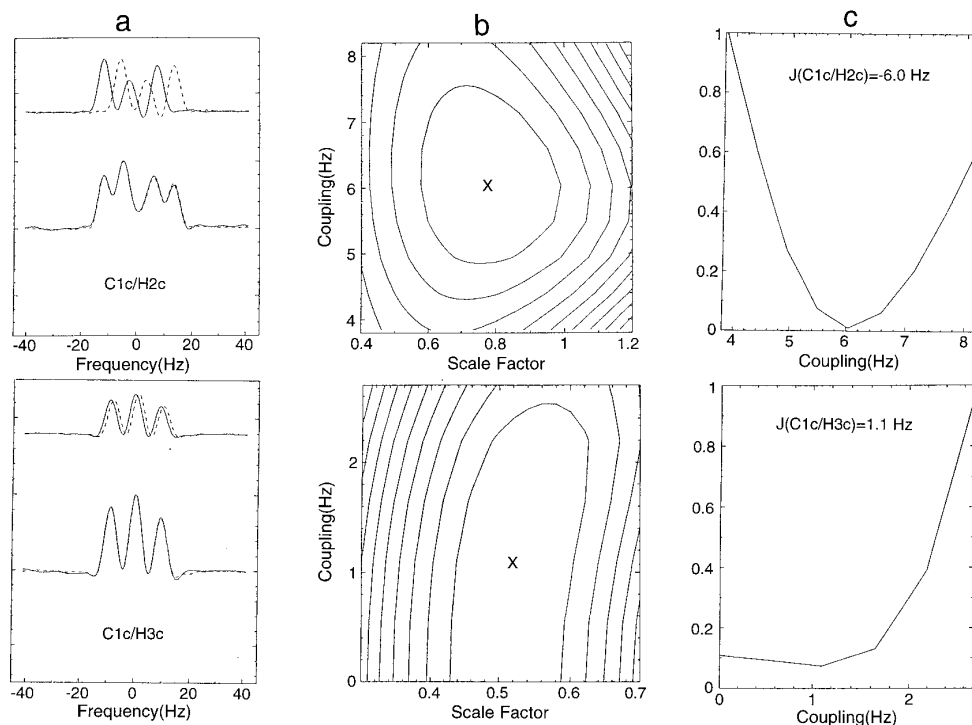 a
b
c
C1c/H2c
-40 -20 0 20 40
Frequency(Hz)
8
7
6
5
4
Coupling(Hz)
X
0.4 0.6 0.8 1 1.2
Scale Factor
1
0.8
0.6
0.4
0.2
0
J(C1c/H2c)=-6.0 Hz
4 5 6 7 8
Coupling(Hz)
C1c/H3c
-40 -20 0 20 40
Frequency(Hz)
2
1
0
Coupling(Hz)
X
0.4 0.5 0.6 0.7
Scale Factor
1
0.8
0.6
0.4
0.2
0
J(C1c/H3c)=1.1 Hz
0 1 2
Coupling(Hz)